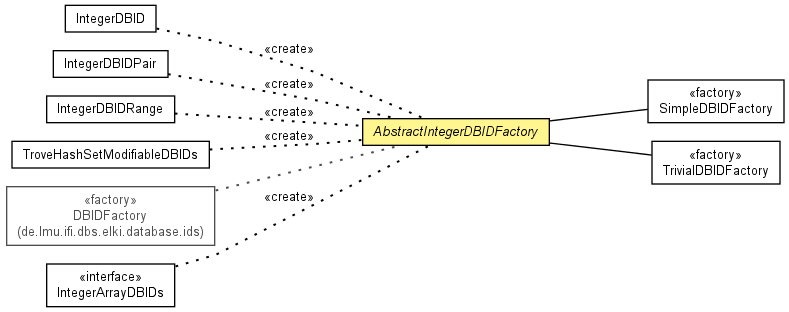 IntegerDBID
«create»
IntegerDBIDPair
«create»
IntegerDBIDRange
«create»
«create»
TroveHashSetModifiableDBIDs
«factory»
DBIDFactory
(de.lmu.ifi.dbs.elki.database.ids)
«create»
«interface»
IntegerArrayDBIDs
AbstractIntegerDBIDFactory
«factory»
SimpleDBIDFactory
«factory»
TrivialDBIDFactory